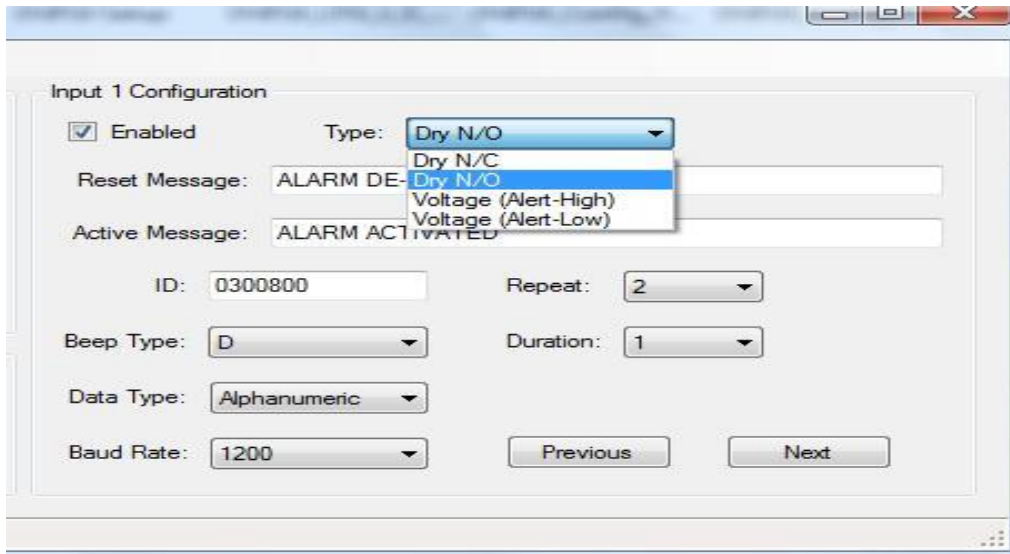 Input 1 Configuration
Enabled Type: Dry N/O
Dry N/C
Reset Message: ALARM DE- Dry N/O
Voltage (Alert-High)
Voltage (Alert-Low)
Active Message: ALARM ACTIVATED
ID: 0300800 Repeat: 2
Beep Type: D Duration: 1
Data Type: Alphanumeric
Baud Rate: 1200 Previous Next